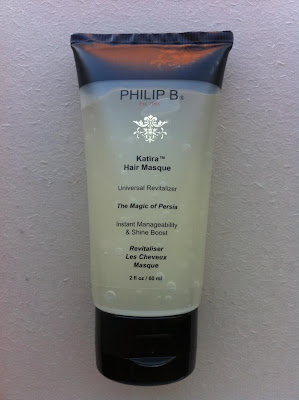 PHILIP B®
Katira™
Hair Masque
Universal Revitalizer
The Magic of Persia
Instant Manageability
& Shine Boost
Revitaliser
Les Cheveux
Masque
2 fl oz / 60 ml